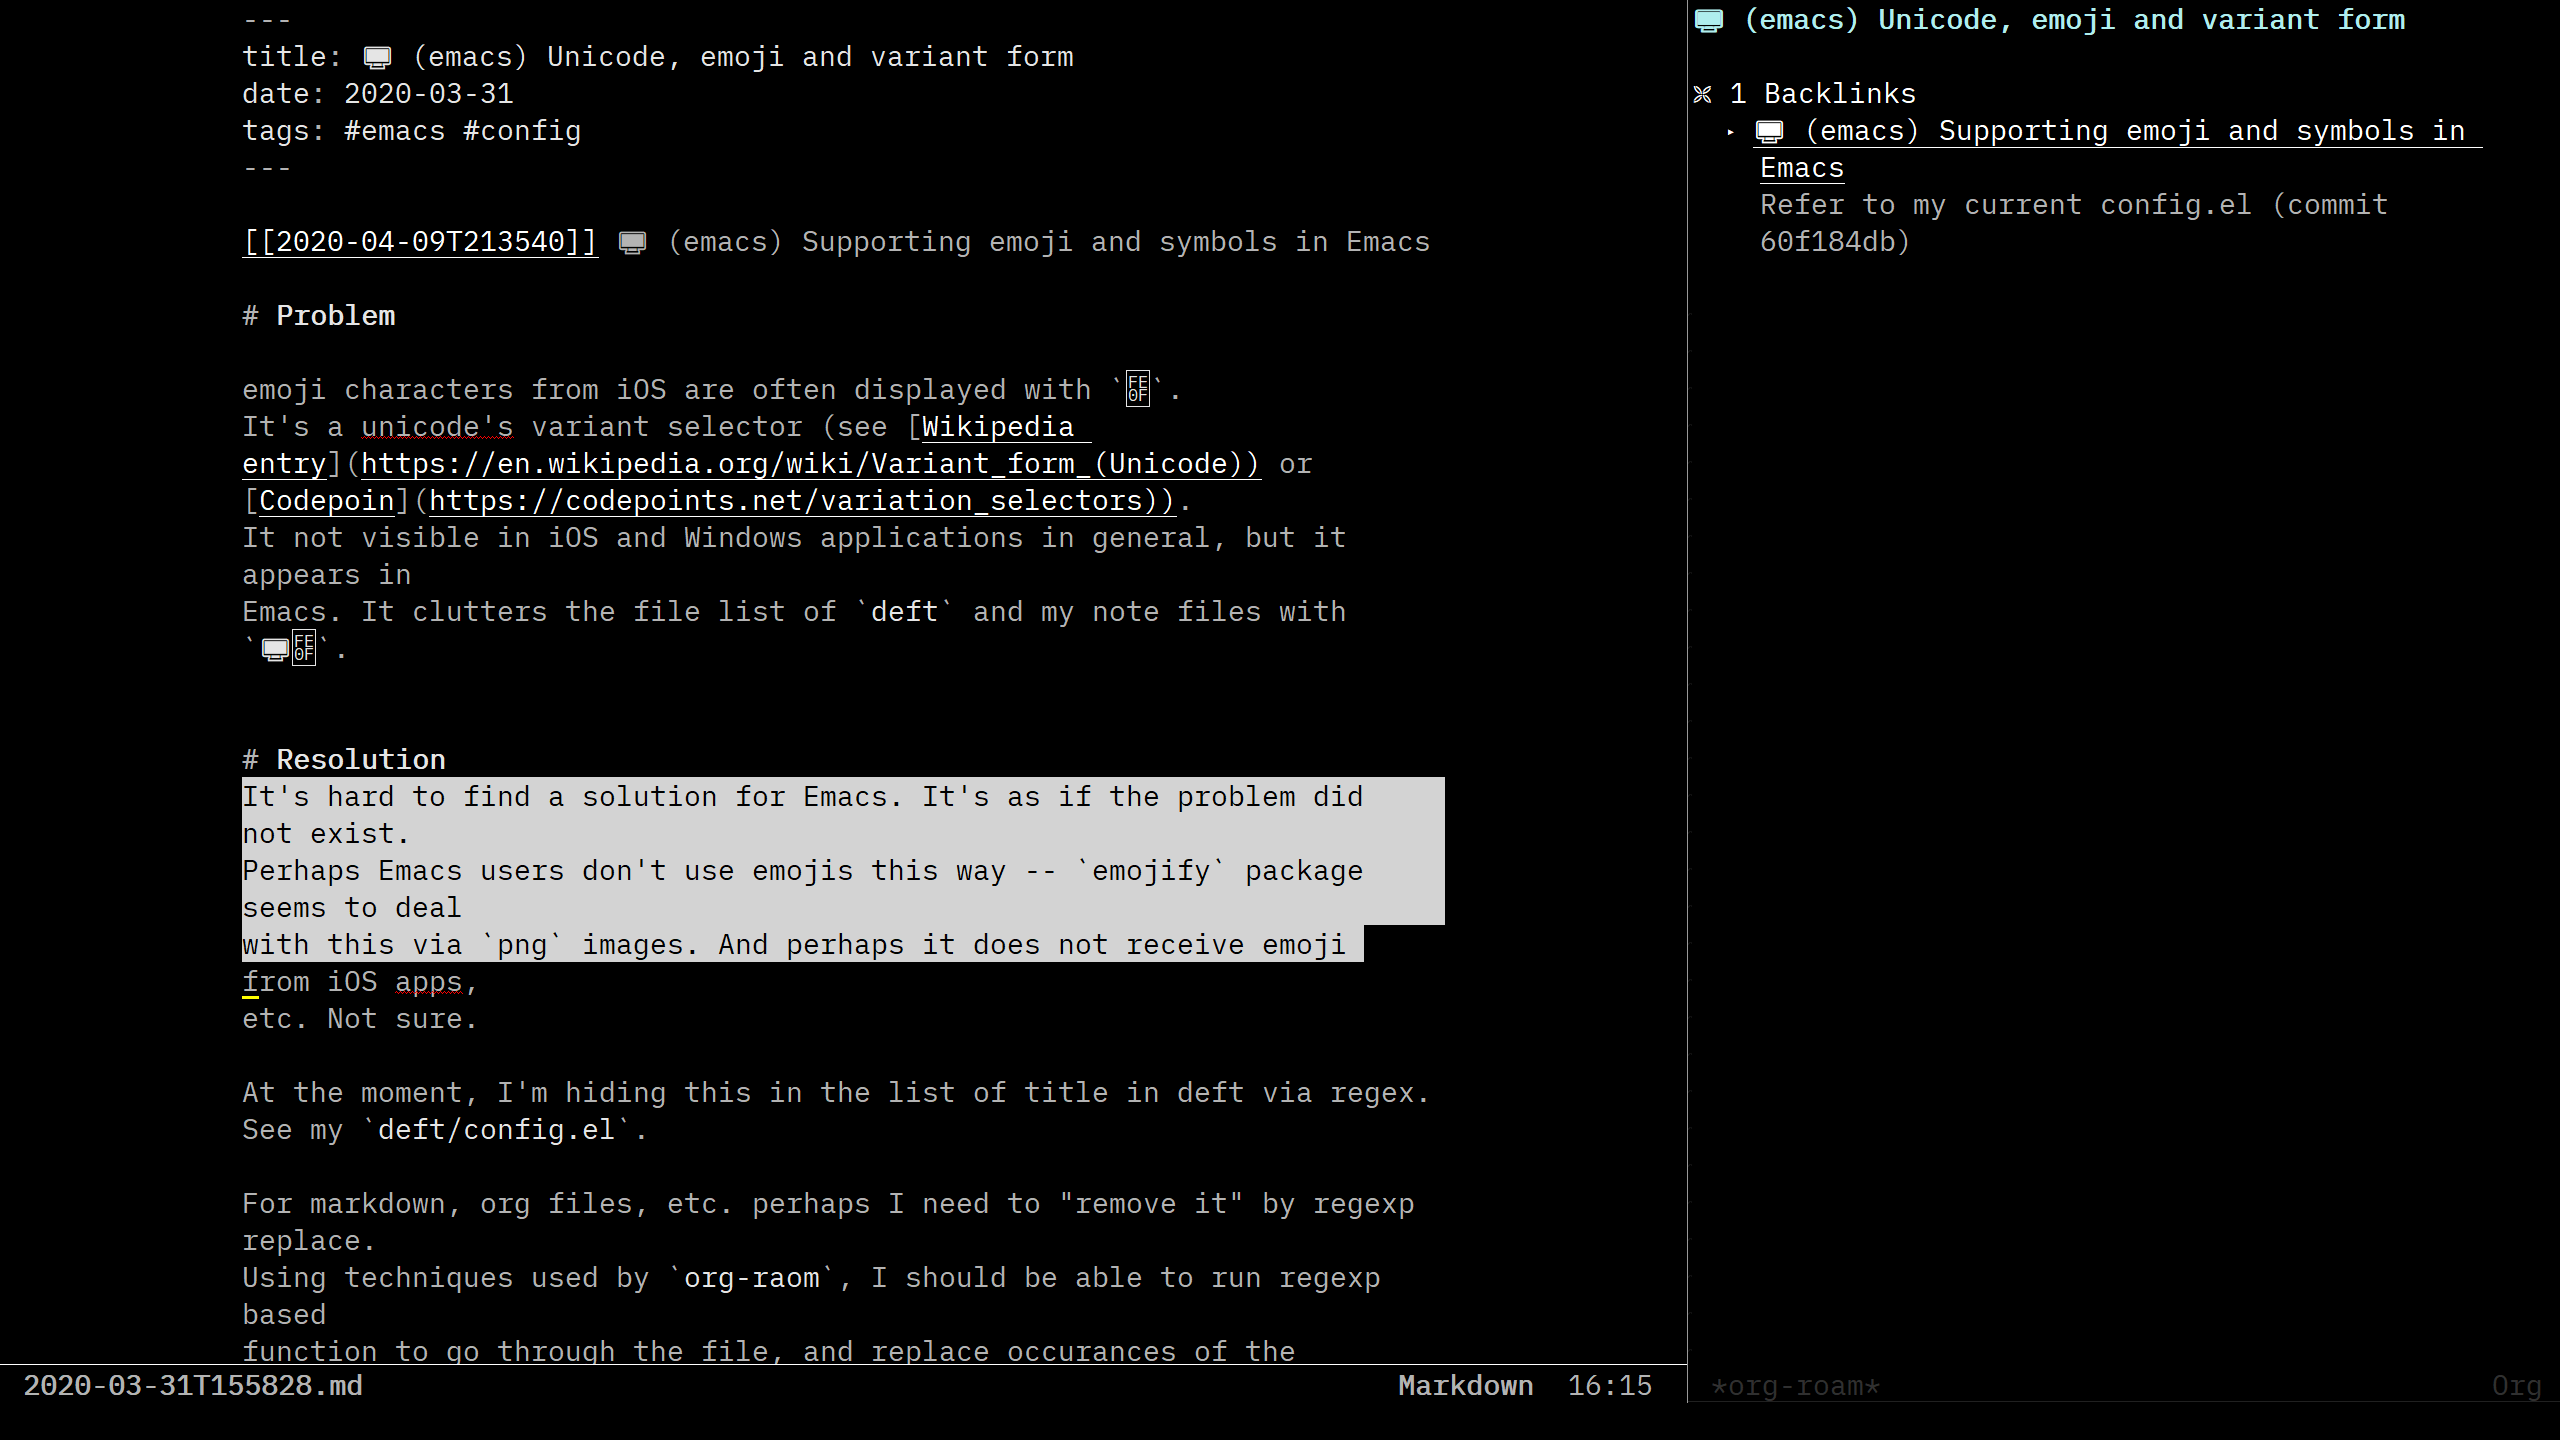 ---
title: 🖥 (emacs) Unicode, emoji and variant form
date: 2020-03-31
tags: #emacs #config
---
[[2020-04-09T213540]] 🖥 (emacs) Supporting emoji and symbols in Emacs
# Problem
emoji characters from iOS are often displayed with `FE0F`.
It's a unicode's variant selector (see [Wikipedia
entry](https://en.wikipedia.org/wiki/Variant_form_(Unicode)) or
[Codepoin](https://codepoints.net/variation_selectors)).
It not visible in iOS and Windows applications in general, but it
appears in
Emacs. It clutters the file list of `deft` and my note files with
`🖥FE0F`.
# Resolution
It's hard to find a solution for Emacs. It's as if the problem did
not exist.
Perhaps Emacs users don't use emojis this way -- `emojify` package
seems to deal
with this via `png` images. And perhaps it does not receive emoji
from iOS apps,
etc. Not sure.
At the moment, I'm hiding this in the list of title in deft via regex.
See my `deft/config.el`.
For markdown, org files, etc. perhaps I need to "remove it" by regexp
replace.
Using techniques used by `org-raom`, I should be able to run regexp
based
function to go through the file, and replace occurances of the
2020-03-31T155828.md Markdown 16:15
🖥 (emacs) Unicode, emoji and variant form
1 Backlinks
‣ 🖥 (emacs) Supporting emoji and symbols in
Emacs
Refer to my current config.el (commit
60f184db)
*org-roam* Org